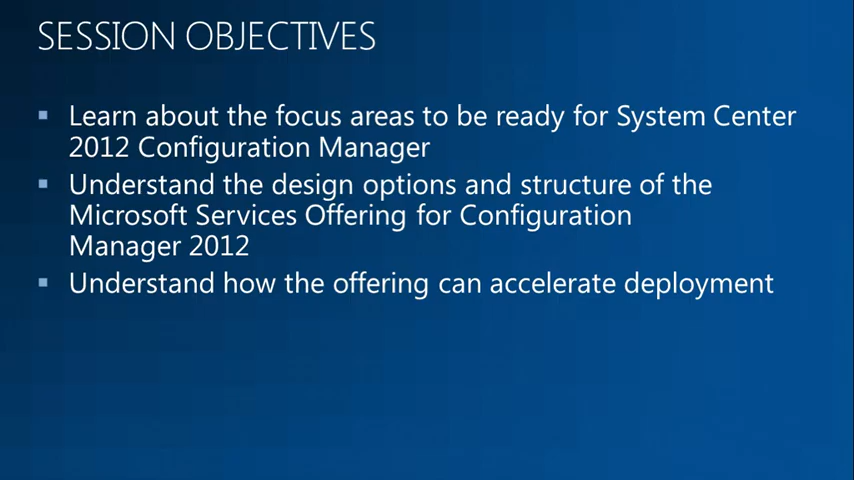 SESSION OBJECTIVES
Learn about the focus areas to be ready for System Center
2012 Configuration Manager
Understand the design options and structure of the
Microsoft Services Offering for Configuration
Manager 2012
Understand how the offering can accelerate deployment